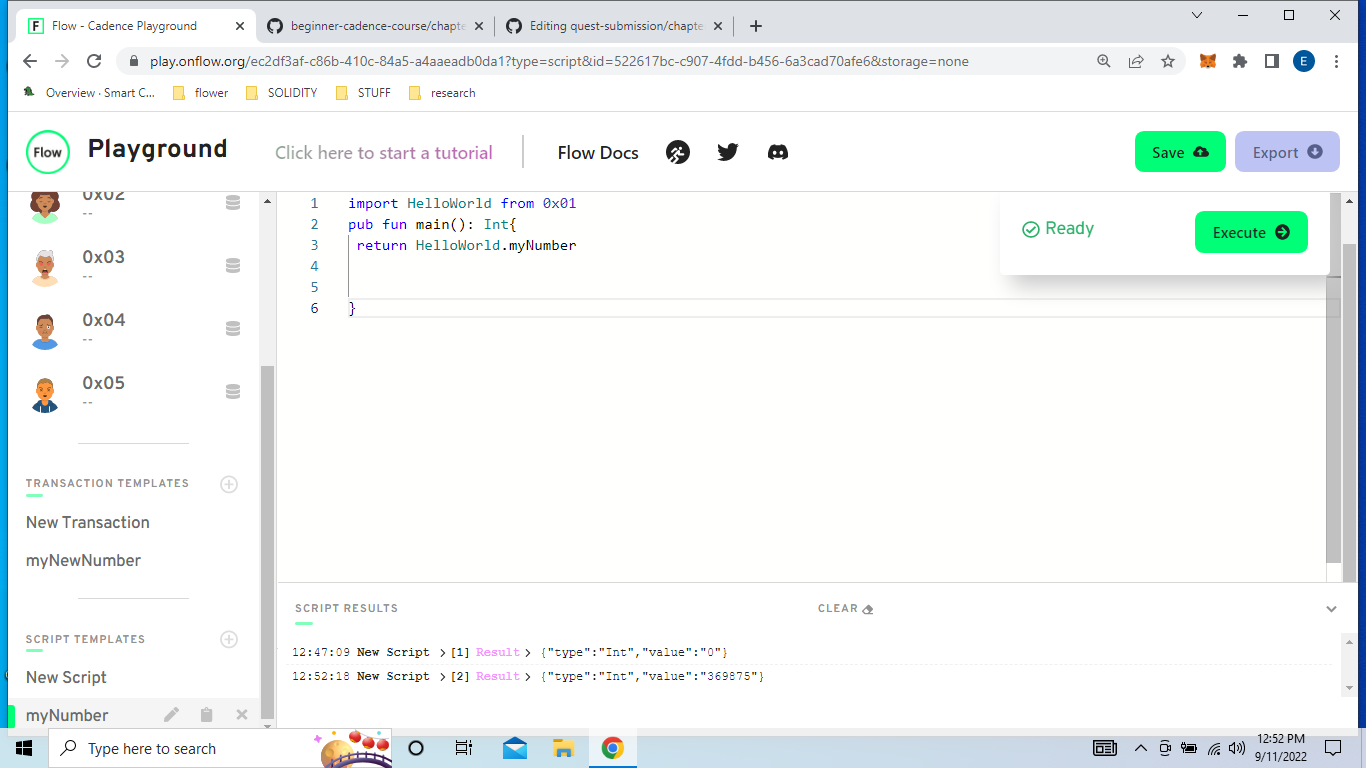 Flow - Cadence Playground
beginner-cadence-course/chapte
Editing quest-submission/chapte
play.onflow.org/ec2df3af-c86b-410c-84a5-a4aaeadb0da1?type=script&id=522617bc-c907-4fdd-b456-6a3cad70afe6&storage=none
E
Overview · Smart C...
flower
SOLIDITY
STUFF
research
Flow
Playground
Click here to start a tutorial
Flow Docs
Save
Export
0x02
--
0x03
--
0x04
--
0x05
--
TRANSACTION TEMPLATES
New Transaction
myNewNumber
SCRIPT TEMPLATES
New Script
myNumber
1 import HelloWorld from 0x01
2 pub fun main(): Int{
3 return HelloWorld.myNumber
4
5
6 }
Ready
Execute
SCRIPT RESULTS
CLEAR
12:47:09 New Script > [1] Result > {"type":"Int","value":"0"}
12:52:18 New Script > [2] Result > {"type":"Int","value":"369875"}
Type here to search
12:52 PM
9/11/2022